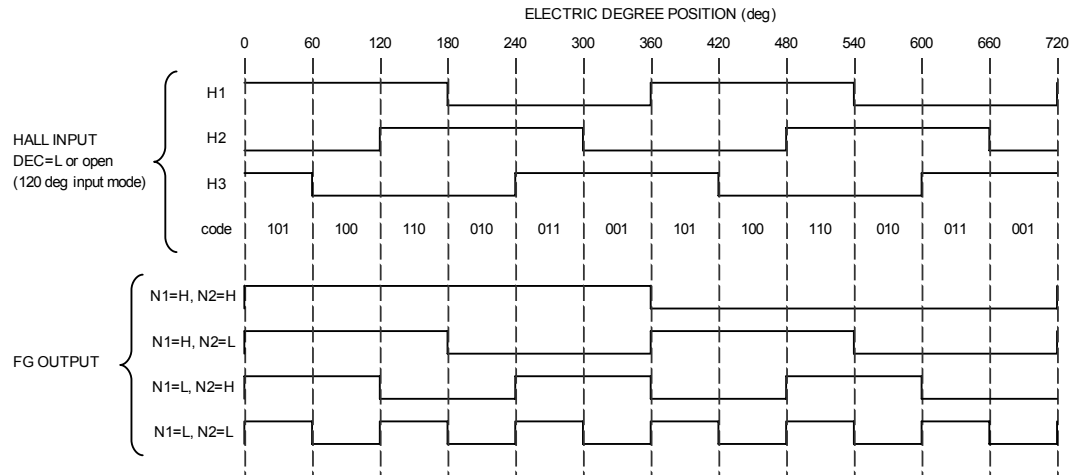 ELECTRIC DEGREE POSITION (deg)
0 60 120 180 240 300 360 420 480 540 600 660 720
H1
HALL INPUT
DEC=L or open
(120 deg input mode)
H2
H3
code 101 100 110 010 011 001 101 100 110 010 011 001
FG OUTPUT
N1=H, N2=H
N1=H, N2=L
N1=L, N2=H
N1=L, N2=L